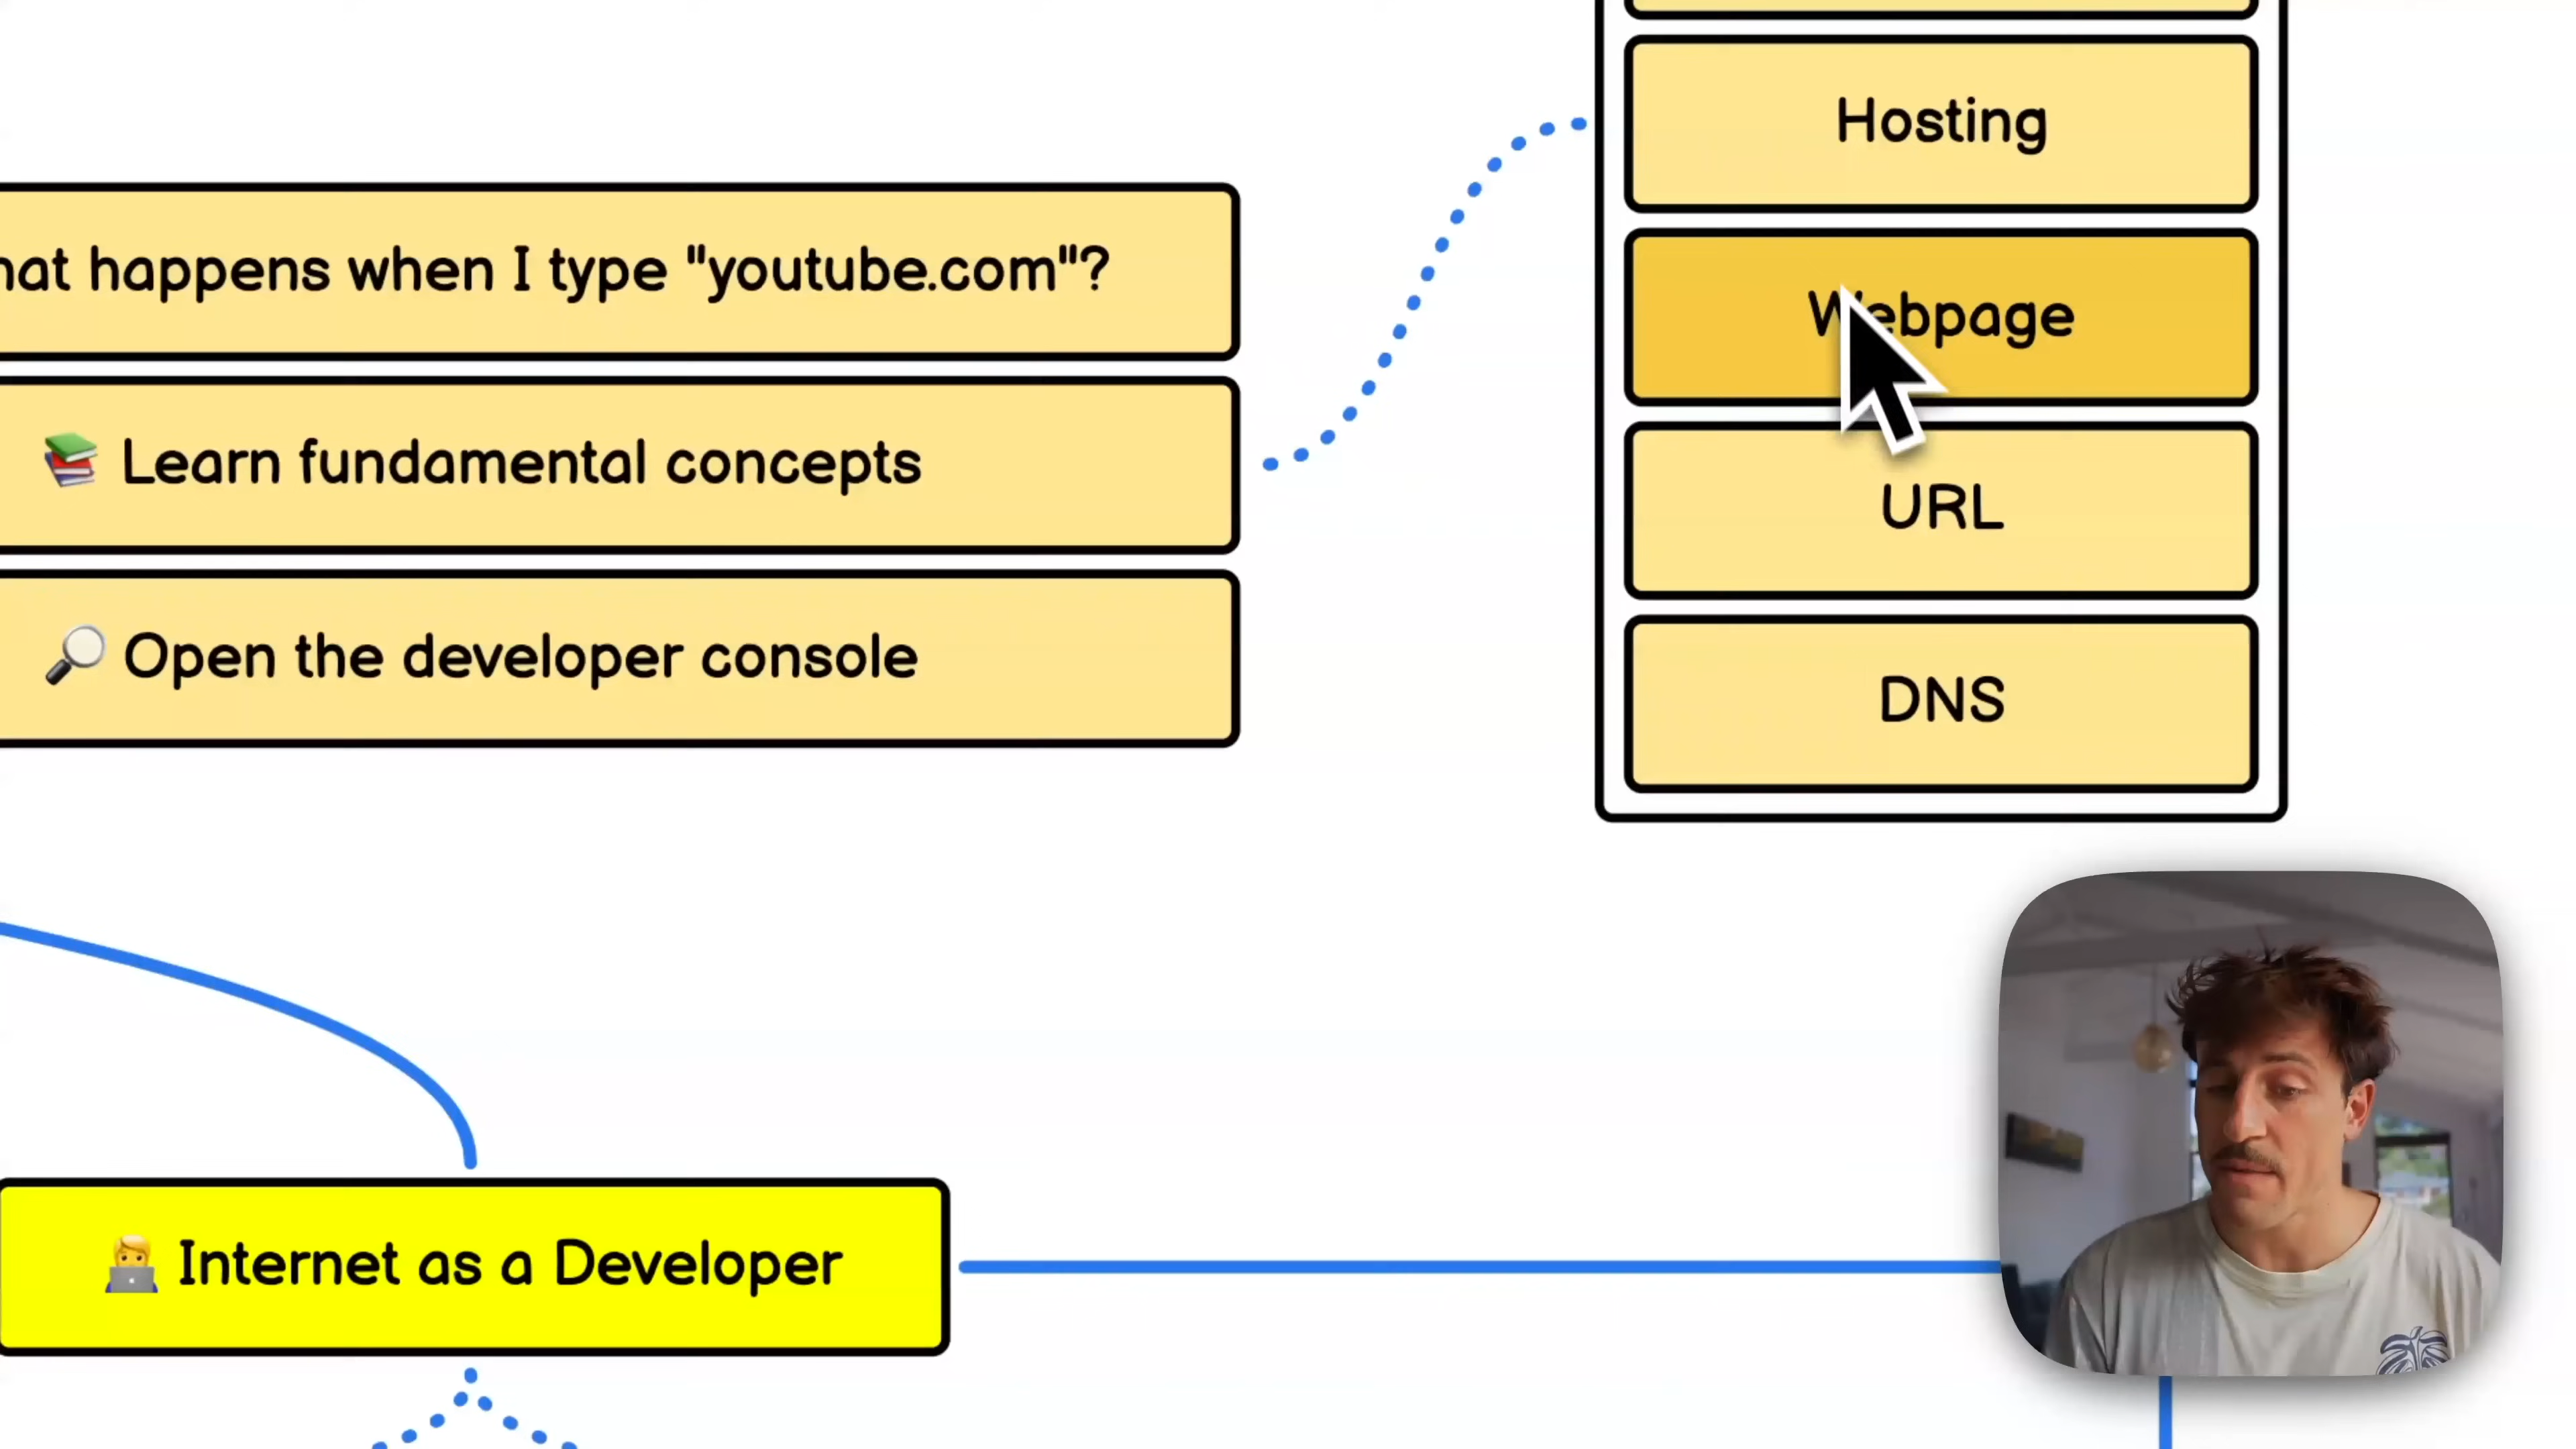 Hosting
hat happens when I type "youtube.com"?
Webpage
📚 Learn fundamental concepts
URL
🔎 Open the developer console
DNS
🧑‍💻 Internet as a Developer